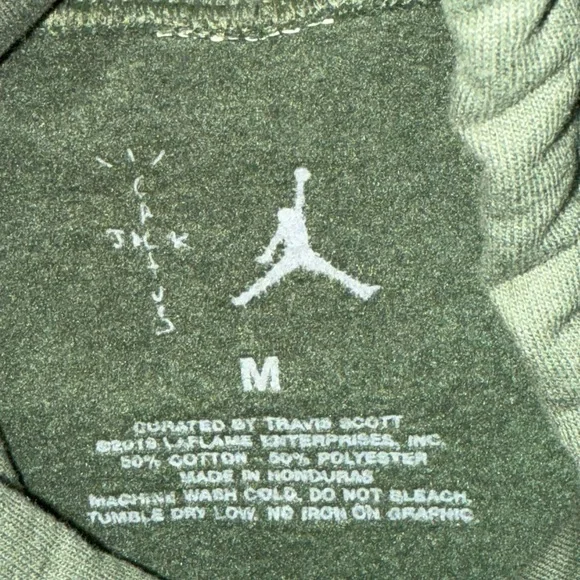 CACTUS
JACK
M
CURATED BY TRAVIS SCOTT
©2019 LAFLAME ENTERPRISES, INC.
50% COTTON. 50% POLYESTER
MADE IN HONDURAS
MACHINE WASH COLD. DO NOT BLEACH.
TUMBLE DRY LOW. NO IRON ON GRAPHIC